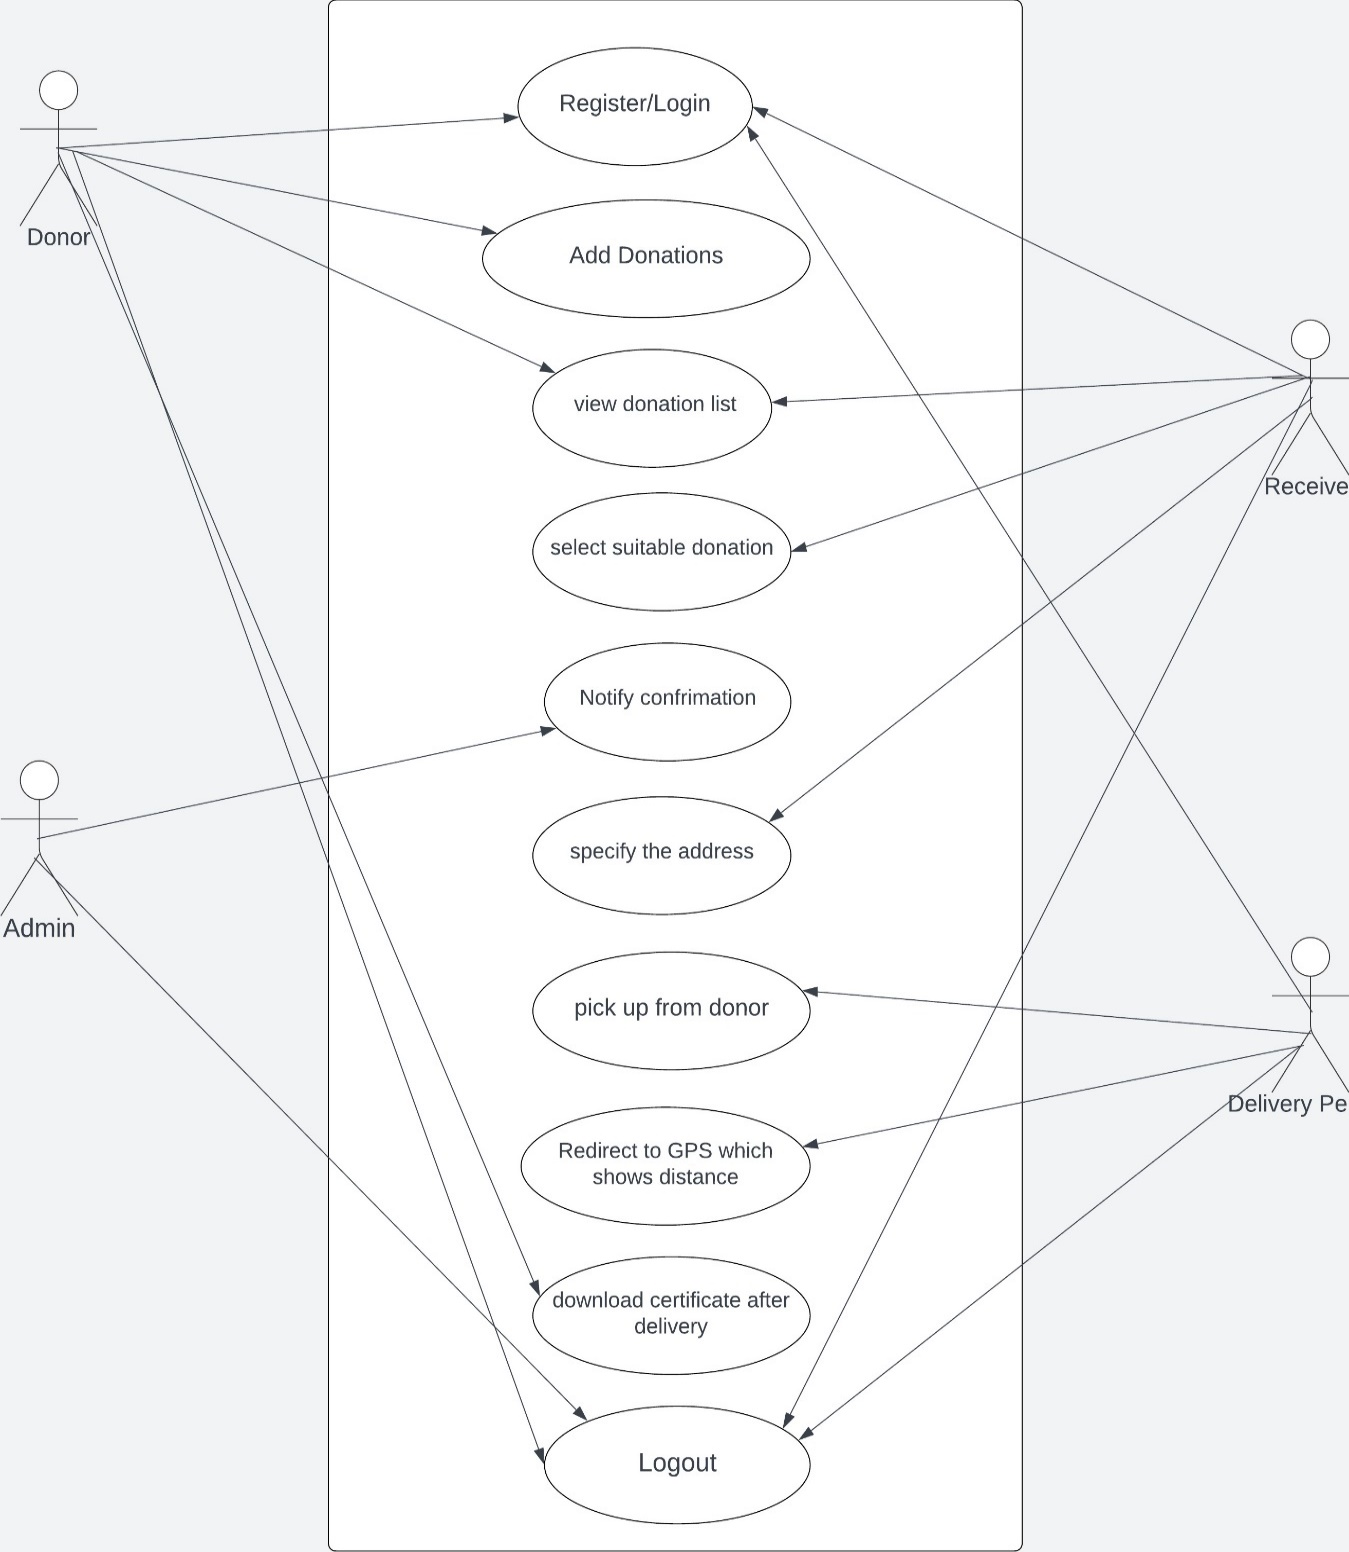 Register/Login
Add Donations
Donor
view donation list
Receive
select suitable donation
Notify confrimation
specify the address
Admin
pick up from donor
Delivery Pe
Redirect to GPS which
shows distance
download certificate after
delivery
Logout